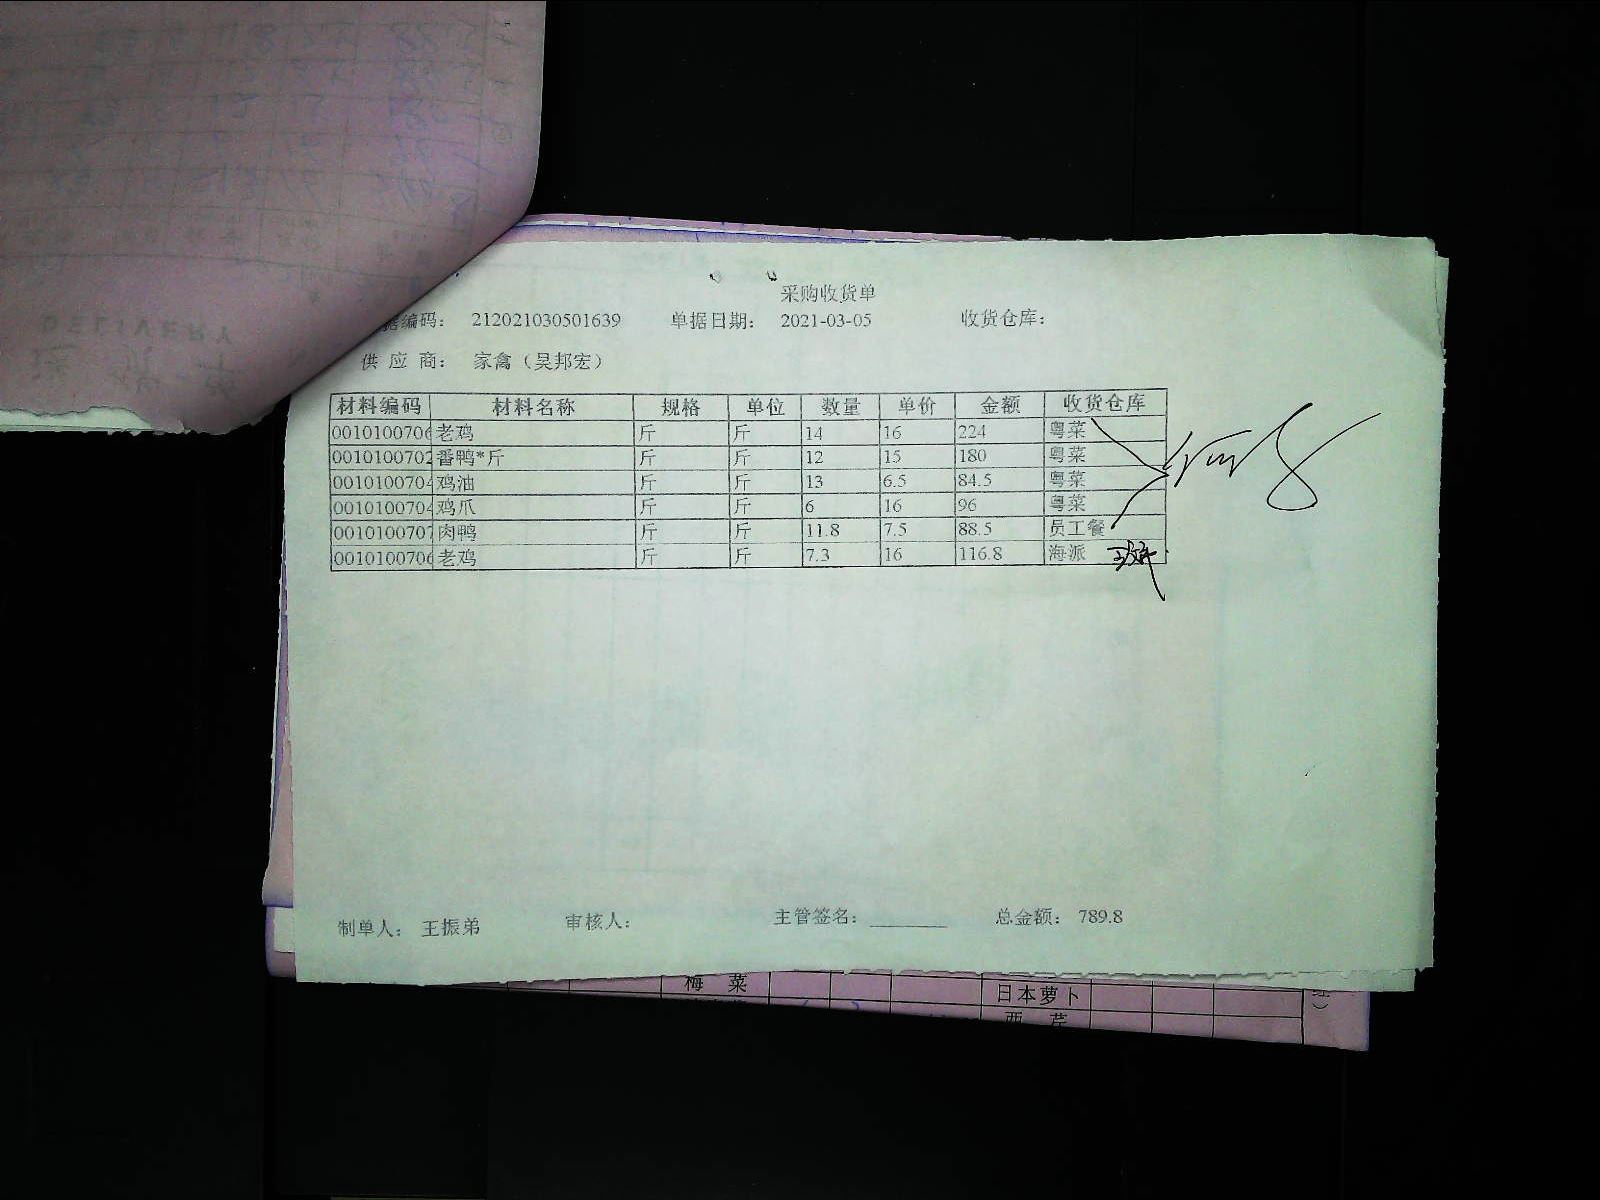 采购收货单
据编码： 212021030501639 单据日期： 2021-03-05 收货仓库：
供 应 商： 家禽（吴邦宏）
材料编码 材料名称 规格 单位 数量 单价 金额 收货仓库
0010100706 老鸡 斤 斤 14 16 224 粤菜
0010100702 番鸭*斤 斤 斤 12 15 180 粤菜
0010100704 鸡油 斤 斤 13 6.5 84.5 粤菜
0010100704 鸡爪 斤 斤 6 16 96 粤菜
0010100707 肉鸭 斤 斤 11.8 7.5 88.5 员工餐
0010100706 老鸡 斤 斤 7.3 16 116.8 海派
制单人： 王振弟 审核人： 主管签名： 总金额： 789.8
梅 菜 日本萝卜
西 芹
DELIVERY